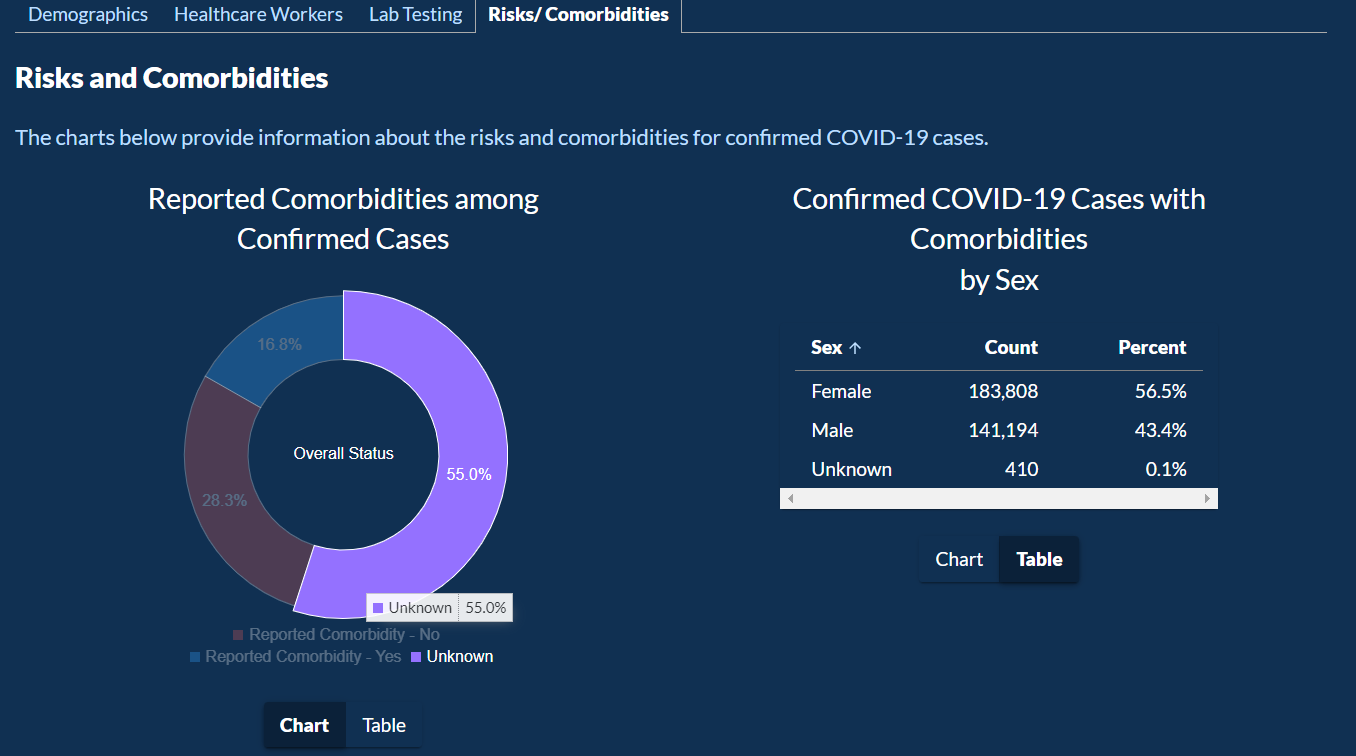 Demographics Healthcare Workers Lab Testing Risks/ Comorbidities
Risks and Comorbidities
The charts below provide information about the risks and comorbidities for confirmed COVID-19 cases.
Reported Comorbidities among
Confirmed Cases
16.8%
Overall Status
55.0%
28.3%
Unknown 55.0%
Reported Comorbidity - No
Reported Comorbidity - Yes Unknown
Chart Table
Confirmed COVID-19 Cases with
Comorbidities
by Sex
Sex ↑ Count Percent
Female 183,808 56.5%
Male 141,194 43.4%
Unknown 410 0.1%
Chart Table